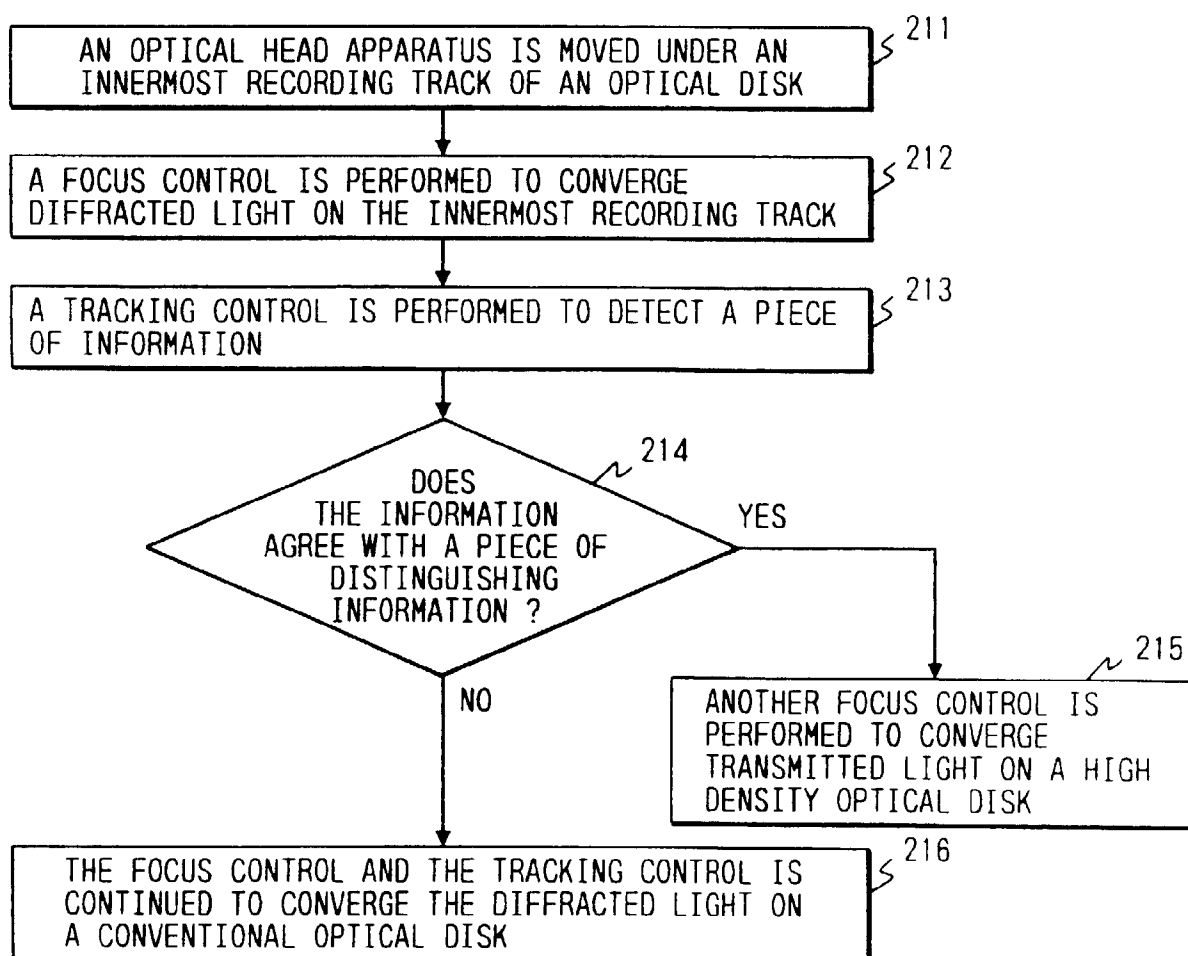 211
AN OPTICAL HEAD APPARATUS IS MOVED UNDER AN
INNERMOST RECORDING TRACK OF AN OPTICAL DISK
212
A FOCUS CONTROL IS PERFORMED TO CONVERGE
DIFFRACTED LIGHT ON THE INNERMOST RECORDING TRACK
213
A TRACKING CONTROL IS PERFORMED TO DETECT A PIECE
OF INFORMATION
214
DOES
THE INFORMATION
AGREE WITH A PIECE OF
DISTINGUISHING
INFORMATION ?
YES
NO
215
ANOTHER FOCUS CONTROL IS
PERFORMED TO CONVERGE
TRANSMITTED LIGHT ON A HIGH
DENSITY OPTICAL DISK
216
THE FOCUS CONTROL AND THE TRACKING CONTROL IS
CONTINUED TO CONVERGE THE DIFFRACTED LIGHT ON
A CONVENTIONAL OPTICAL DISK